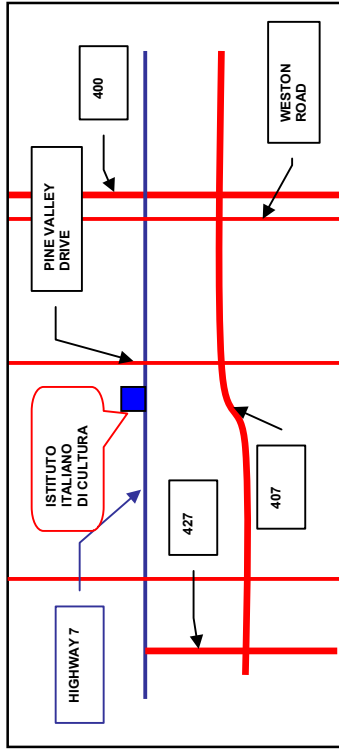 HIGHWAY 7
ISTITUTO
ITALIANO
DI CULTURA
PINE VALLEY
DRIVE
400
427
407
WESTON
ROAD